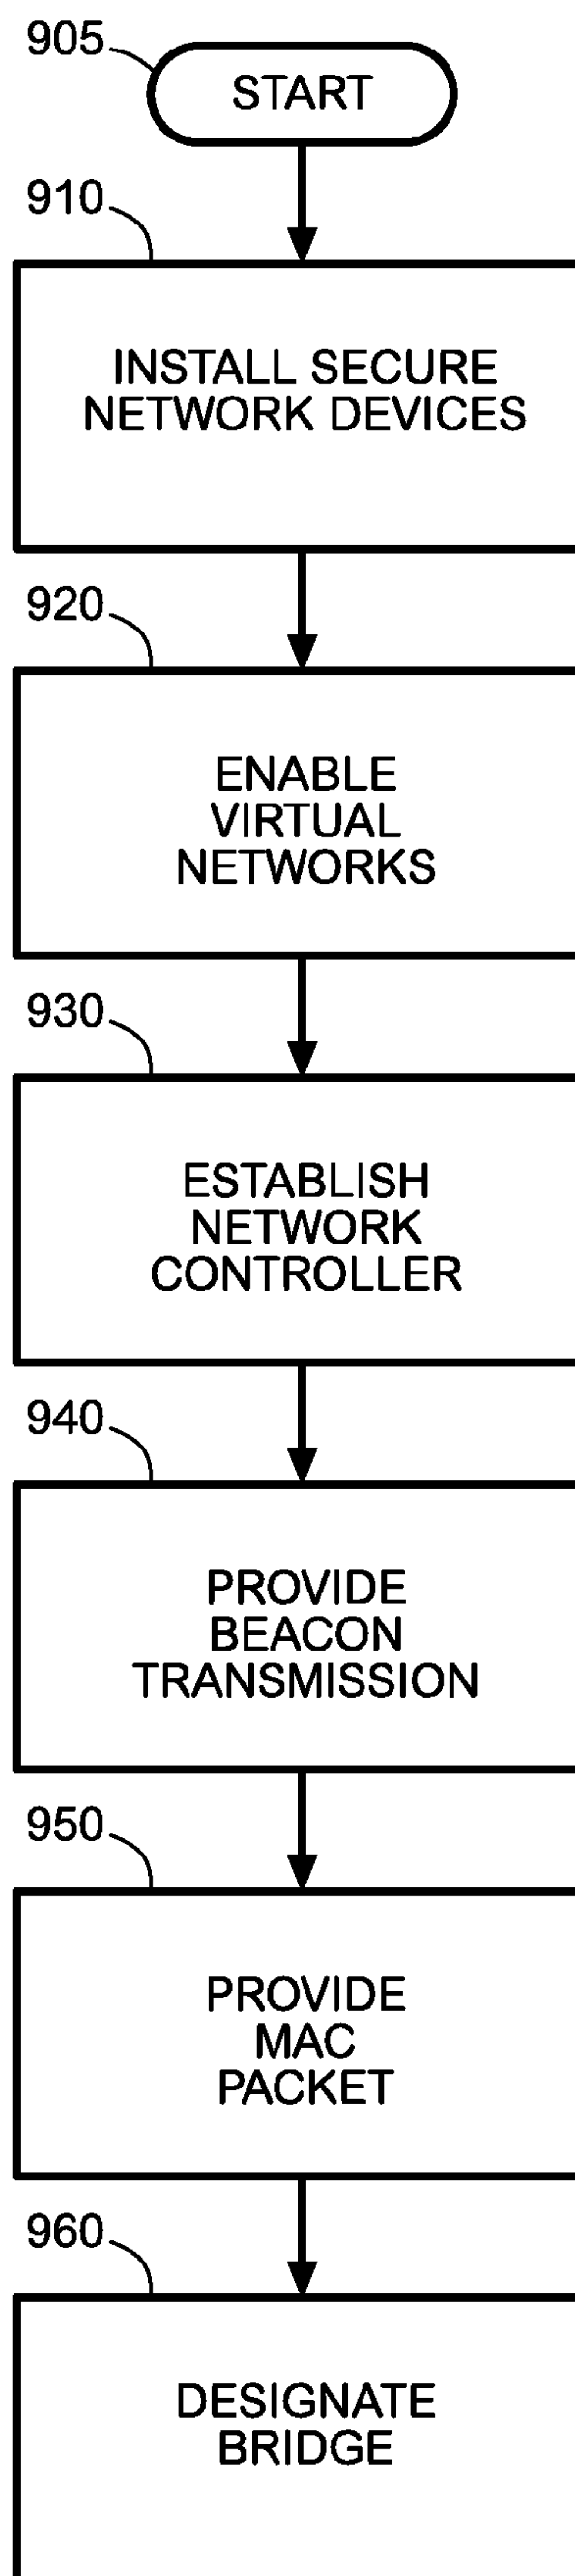 905
START
910
INSTALL SECURE
NETWORK DEVICES
920
ENABLE
VIRTUAL
NETWORKS
930
ESTABLISH
NETWORK
CONTROLLER
940
PROVIDE
BEACON
TRANSMISSION
950
PROVIDE
MAC
PACKET
960
DESIGNATE
BRIDGE